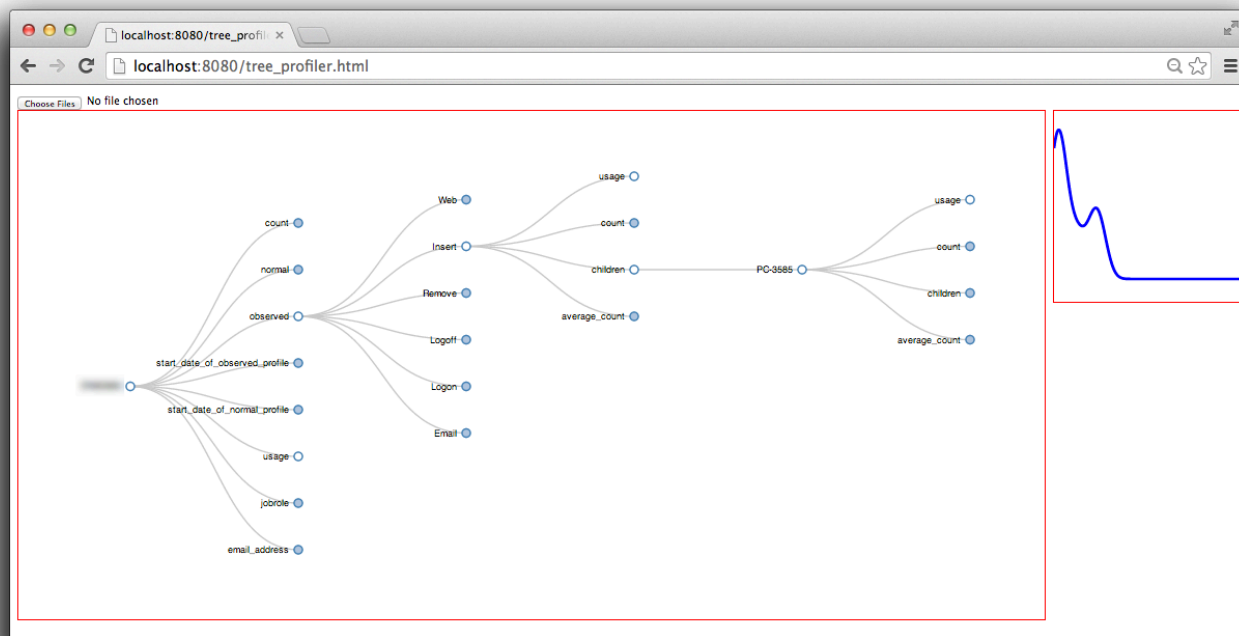 localhost:8080/tree_profil
localhost:8080/tree_profiler.html
Choose Files No file chosen
usage
Web
usage
count
count
Insert
count
normal
children
PC-3585
Remove
children
observed
average_count
Logoff
average_count
start_date_of_observed_profile
Logon
start_date_of_normal_profile
Email
usage
jobrole
email_address